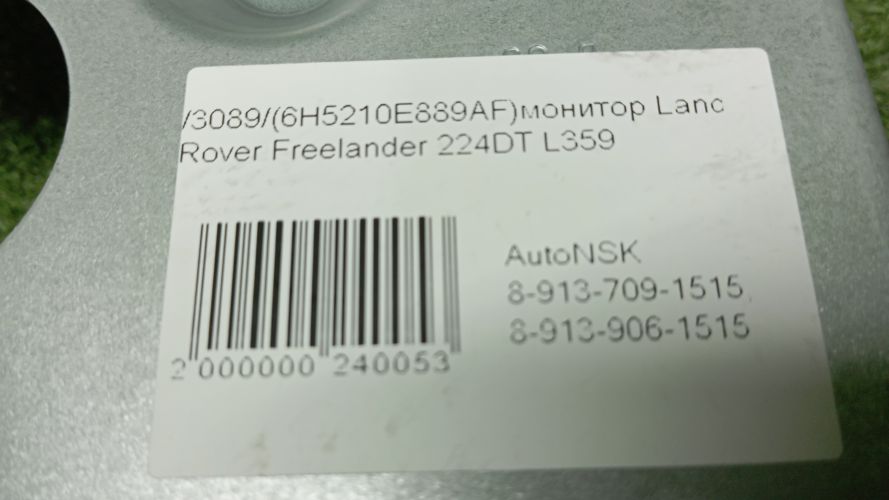 /3089/(6H5210E889AF)монитор Lanc
Rover Freelander 224DT L359
AutoNSK
8-913-709-1515,
8-913-906-1515
2 000000 240053